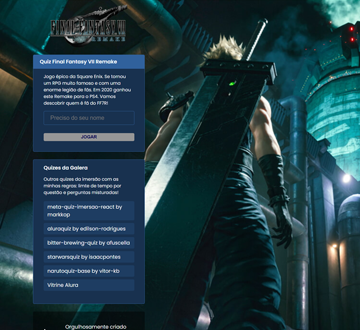 FINAL FANTASY VII
REMAKE
Quiz Final Fantasy VII Remake
Jogo épico da Square Enix. Se tornou
um RPG muito famoso e com uma
enorme legião de fãs. Em 2020 ganhou
este Remake para o PS4. Vamos
descobrir quem é fã do FF7R!
Preciso do seu nome
JOGAR
Quizes da Galera
Outros quizes da imersão com as
minhas regras: limite de tempo por
questão e perguntas misturadas!
meta-quiz-imersao-react by
markkop
aluraquiz by edilson-rodrigues
bitter-brewing-quiz by afuscella
starwarsquiz by isaacpontes
narutoquiz-base by vitor-kb
Vitrine Alura
Orgulhosamente criado